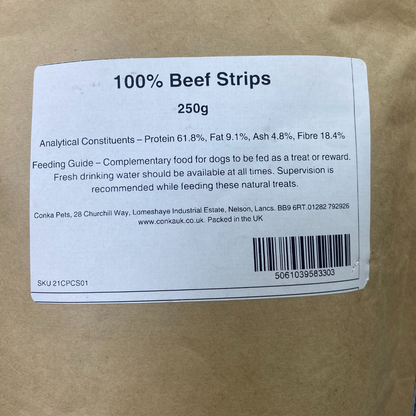 100% Beef Strips
250g
Analytical Constituents – Protein 61.8%, Fat 9.1%, Ash 4.8%, Fibre 18.4%
Feeding Guide – Complementary food for dogs to be fed as a treat or reward.
Fresh drinking water should be available at all times. Supervision is
recommended while feeding these natural treats.
Conka Pets, 28 Churchill Way, Lomeshaye Industrial Estate, Nelson, Lancs. BB9 6RT. 01282 792926
www.conkauk.co.uk. Packed in the UK
5061039583303
SKU 21CPCS01